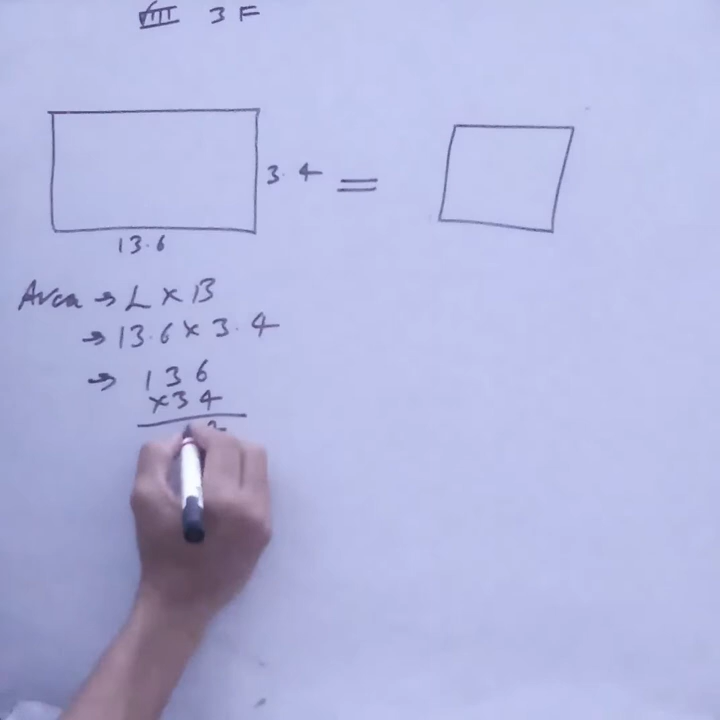 VIII 3 F
3.4
=
13.6
Area → L × B
→ 13.6 × 3.4
→ 136
×34